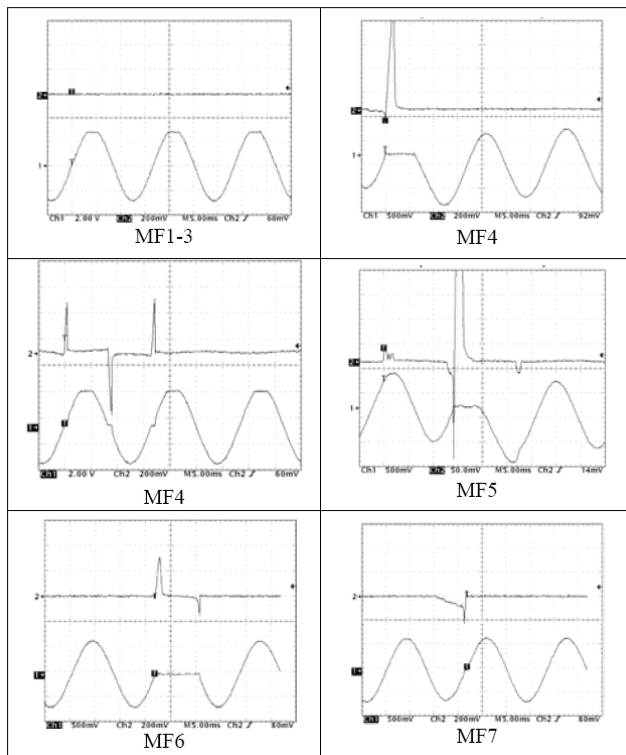 2→
T
1→
T
Ch1 2.00 V Ch2 200mV M5.00ms Ch2 60mV
MF1-3
2→
1→
T
Ch1 500mV Ch2 200mV M5.00ms Ch2 92mV
MF4
2→
T
1→
T
Ch1 2.00 V Ch2 200mV M5.00ms Ch2 60mV
MF4
T
2→
1→
Ch1 500mV Ch2 50.0mV M5.00ms Ch2 14mV
MF5
2→
1→
T
Ch1 500mV Ch2 200mV M5.00ms Ch2 80mV
MF6
2→
T
1→
T
Ch1 500mV Ch2 200mV M5.00ms Ch2 80mV
MF7